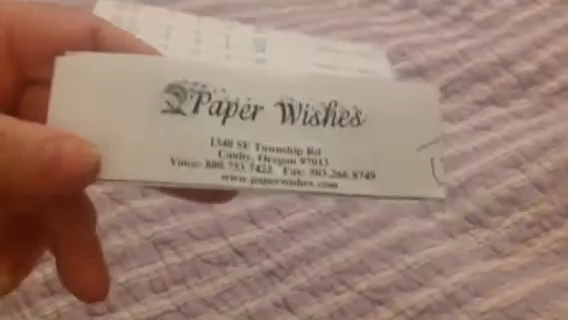 Paper Wishes
1340 SE Township Rd
Canby, Oregon 97013
Voice: 800.753.7422 Fax: 503.266.8749
www.paperwishes.com